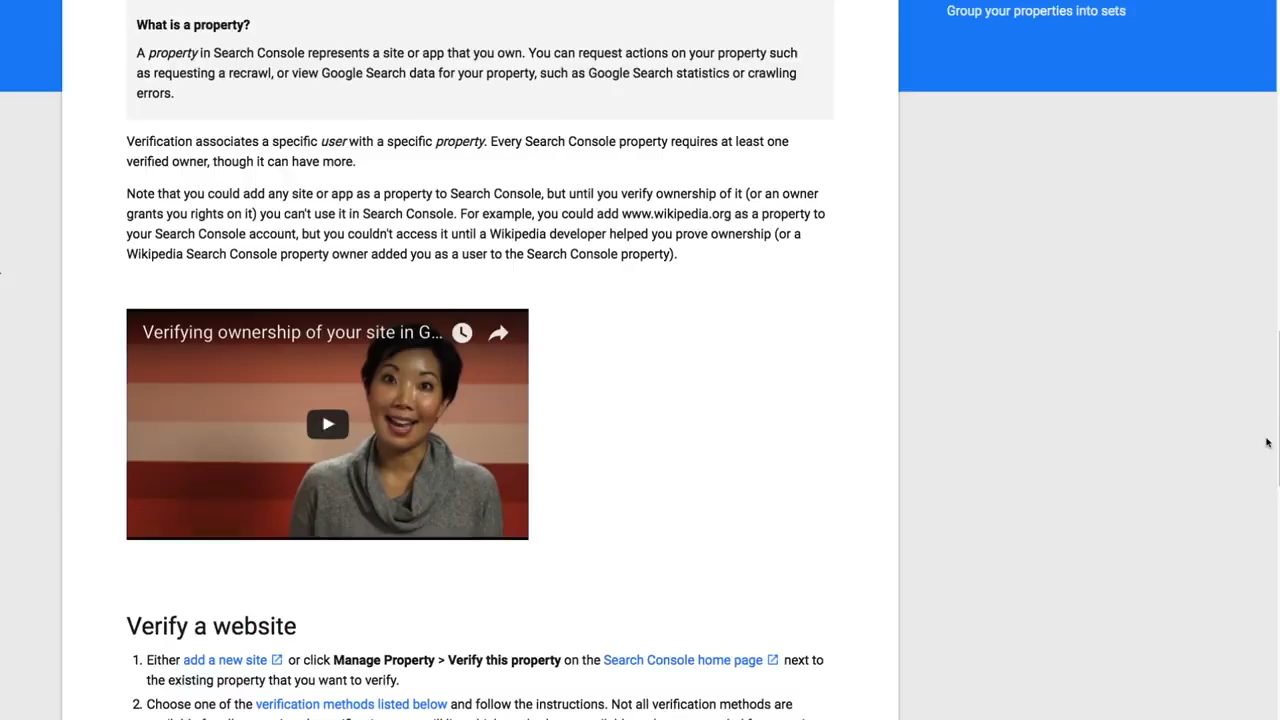 Group your properties into sets
What is a property?
A property in Search Console represents a site or app that you own. You can request actions on your property such
as requesting a recrawl, or view Google Search data for your property, such as Google Search statistics or crawling
errors.
Verification associates a specific user with a specific property. Every Search Console property requires at least one
verified owner, though it can have more.
Note that you could add any site or app as a property to Search Console, but until you verify ownership of it (or an owner
grants you rights on it) you can't use it in Search Console. For example, you could add www.wikipedia.org as a property to
your Search Console account, but you couldn't access it until a Wikipedia developer helped you prove ownership (or a
Wikipedia Search Console property owner added you as a user to the Search Console property).
Verifying ownership of your site in G...
Verify a website
1. Either add a new site or click Manage Property > Verify this property on the Search Console home page next to
the existing property that you want to verify.
2. Choose one of the verification methods listed below and follow the instructions. Not all verification methods are